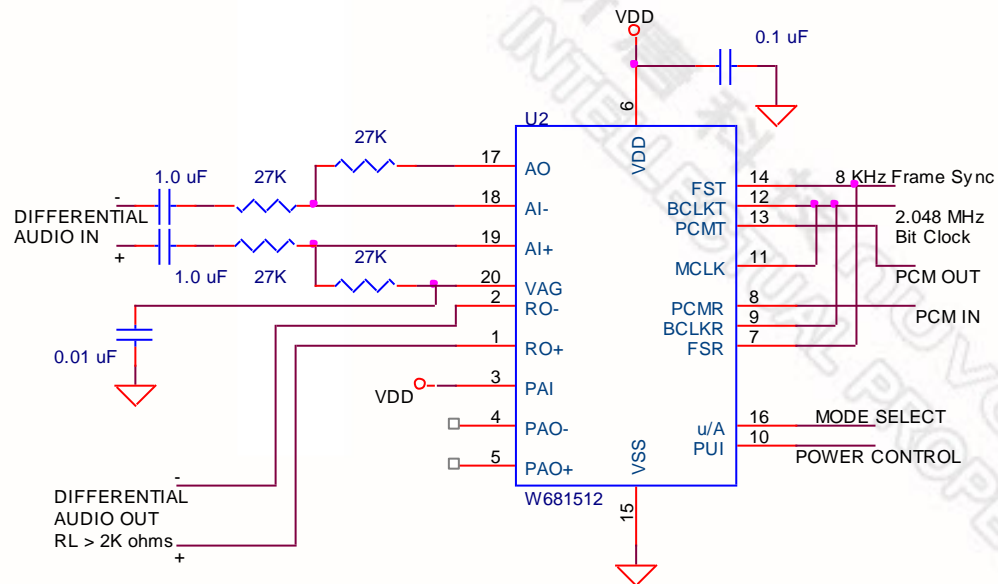 VDD
0.1 uF
6
U2
VDD
27K
17
AO
1.0 uF
27K
18
AI-
-
DIFFERENTIAL
AUDIO IN
+
19
AI+
1.0 uF
27K
27K
20
VAG
2
RO-
0.01 uF
1
RO+
VDD
3
PAI
4
PAO-
5
PAO+
-
DIFFERENTIAL
AUDIO OUT
RL > 2K ohms
+
W681512
VSS
15
14
FST
8 KHz Frame Sync
12
BCLKT
2.048 MHz
Bit Clock
13
PCMT
PCM OUT
11
MCLK
8
PCMR
PCM IN
9
BCLKR
7
FSR
16
u/A
MODE SELECT
10
PUI
POWER CONTROL
科
INTELLECTUAL PROPE